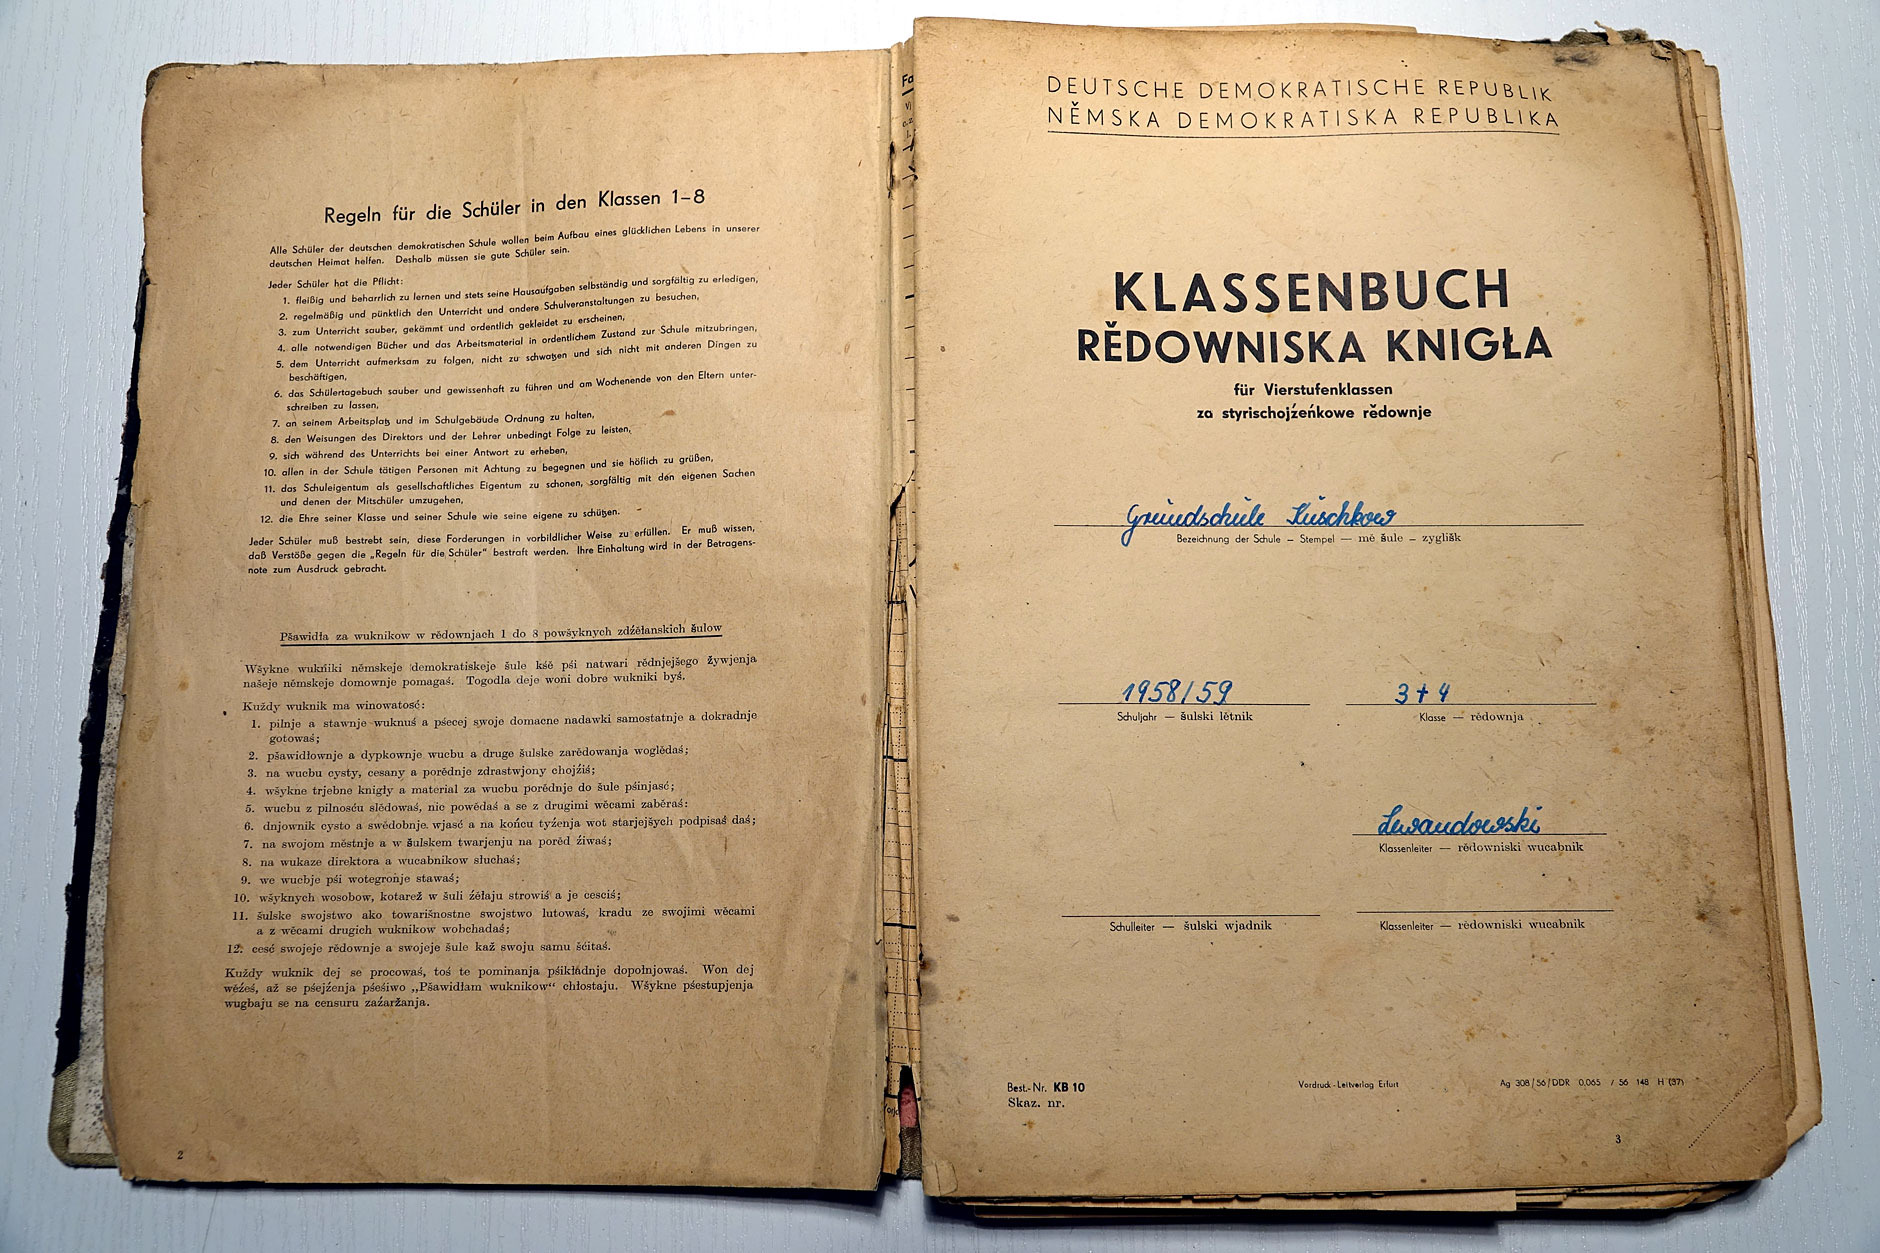 Regeln für die Schüler in den Klassen 1–8
Alle Schüler der deutschen demokratischen Schule wollen beim Aufbau eines glücklichen Lebens in unserer
deutschen Heimat helfen. Deshalb müssen sie gute Schüler sein.
Jeder Schüler hat die Pflicht:
1. fleißig und beharrlich zu lernen und stets seine Hausaufgaben selbständig und sorgfältig zu erledigen,
2. regelmäßig und pünktlich den Unterricht und andere Schulveranstaltungen zu besuchen,
3. zum Unterricht sauber, gekämmt und ordentlich gekleidet zu erscheinen,
4. alle notwendigen Bücher und das Arbeitsmaterial in ordentlichem Zustand zur Schule mitzubringen,
5. dem Unterricht aufmerksam zu folgen, nicht zu schwatzen und sich nicht mit anderen Dingen zu
beschäftigen,
6. das Schülertagebuch sauber und gewissenhaft zu führen und am Wochenende von den Eltern unter-
schreiben zu lassen,
7. an seinem Arbeitsplatz und im Schulgebäude Ordnung zu halten,
8. den Weisungen des Direktors und der Lehrer unbedingt Folge zu leisten,
9. sich während des Unterrichts bei einer Antwort zu erheben,
10. allen in der Schule tätigen Personen mit Achtung zu begegnen und sie höflich zu grüßen,
11. das Schuleigentum als gesellschaftliches Eigentum zu schonen, sorgfältig mit den eigenen Sachen
und denen der Mitschüler umzugehen,
12. die Ehre seiner Klasse und seiner Schule wie seine eigene zu schützen.
Jeder Schüler muß bestrebt sein, diese Forderungen in vorbildlicher Weise zu erfüllen. Er muß wissen,
daß Verstöße gegen die „Regeln für die Schüler“ bestraft werden. Ihre Einhaltung wird in der Betragens-
note zum Ausdruck gebracht.
Pšawidła za wuknikow w rědownjach 1 do 8 powšyknych zdźěłanskich šulow
Wšykne wukniki němskeje demokratiskeje šule kśě pśi natwari rědnjejšego žywjenja
našeje němskeje domownje pomagaś. Togodla deje woni dobre wukniki byś.
Kuždy wuknik ma winowatosć:
1. pilnje a stawnje wuknuś a pśecej swoje domacne nadawki samostatnje a dokradnje
gotowaś;
2. pšawidłownje a dypkownje wucbu a druge šulske zarědowanja woglědaś;
3. na wucbu cysty, cesany a porědnje zdrastwjony chojźiś;
4. wšykne trjebne knigły a material za wucbu porědnje do šule pśinjasć;
5. wucbu z pilnosću slědowaś, nic powědaś a se z drugimi wěcami zaběraś:
6. dnjownik cysto a swědobnje wjasć a na końcu tyźenja wot starjejšych podpisaś daś;
7. na swojom městnje a w šulskem twarjenju na porěd źiwaś;
8. na wukaze direktora a wucabnikow słuchaś;
9. we wucbje pśi wotegronje stawaś;
10. wšyknych wosobow, kotarež w šuli źěłaju strowiś a je cesciś;
11. šulske swojstwo ako towarišnostne swojstwo lutowaś, kradu ze swojimi wěcami
a z wěcami drugich wuknikow wobchadaś;
12. cesć swojeje rědownje a swojeje šule kaž swoju samu šćitaś.
Kuždy wuknik dej se procowaś, toś te pominanja pśikładnje dopołnjowaś. Won dej
wěźeś, až se pśejźenja pśeśiwo „Pšawidłam wuknikow“ chłostaju. Wšykne pśestupjenja
wugbaju se na censuru zaźaržanja.
2
DEUTSCHE DEMOKRATISCHE REPUBLIK
NĚMSKA DEMOKRATISKA REPUBLIKA
KLASSENBUCH
RĚDOWNISKA KNIGŁA
für Vierstufenklassen
za styrischojźeńkowe rědownje
Grundschule Kuschkow
Bezeichnung der Schule – Stempel — mě šule – zyglišk
1958/59 3+4
Schuljahr — šulski lětnik Klasse — rědownja
Lewandowski
Klassenleiter — rědowniski wucabnik
Schulleiter — šulski wjadnik Klassenleiter — rědowniski wucabnik
Best.-Nr. KB 10 Vordruck-Leitverlag Erfurt Ag 308/56/DDR 0,065 / 56 148 H (37)
Skaz. nr.
3